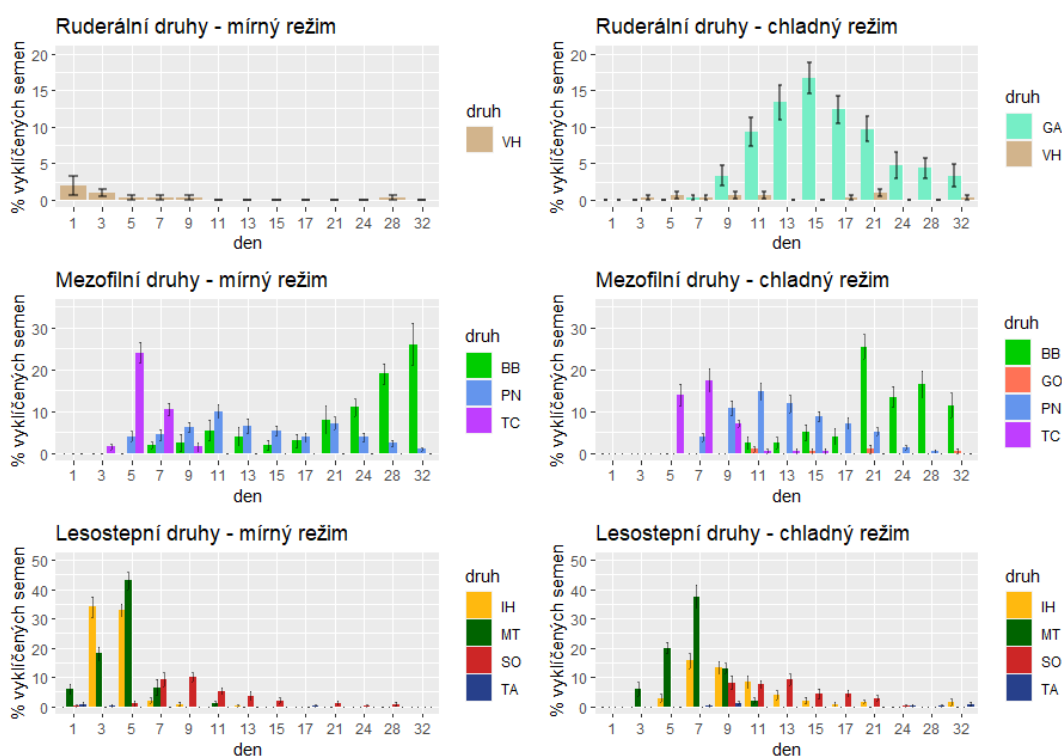 Ruderální druhy - mírný režim
% vyklíčených semen
20
15
10
5
0
1 3 5 7 9 11 13 15 17 21 24 28 32
den
druh
VH
Ruderální druhy - chladný režim
% vyklíčených semen
20
15
10
5
0
1 3 5 7 9 11 13 15 17 21 24 28 32
den
druh
GA
VH
Mezofilní druhy - mírný režim
% vyklíčených semen
30
20
10
0
1 3 5 7 9 11 13 15 17 21 24 28 32
den
druh
BB
PN
TC
Mezofilní druhy - chladný režim
% vyklíčených semen
30
20
10
0
1 3 5 7 9 11 13 15 17 21 24 28 32
den
druh
BB
GO
PN
TC
Lesostepní druhy - mírný režim
% vyklíčených semen
50
40
30
20
10
0
1 3 5 7 9 11 13 15 17 21 24 28 32
den
druh
IH
MT
SO
TA
Lesostepní druhy - chladný režim
% vyklíčených semen
50
40
30
20
10
0
1 3 5 7 9 11 13 15 17 21 24 28 32
den
druh
IH
MT
SO
TA